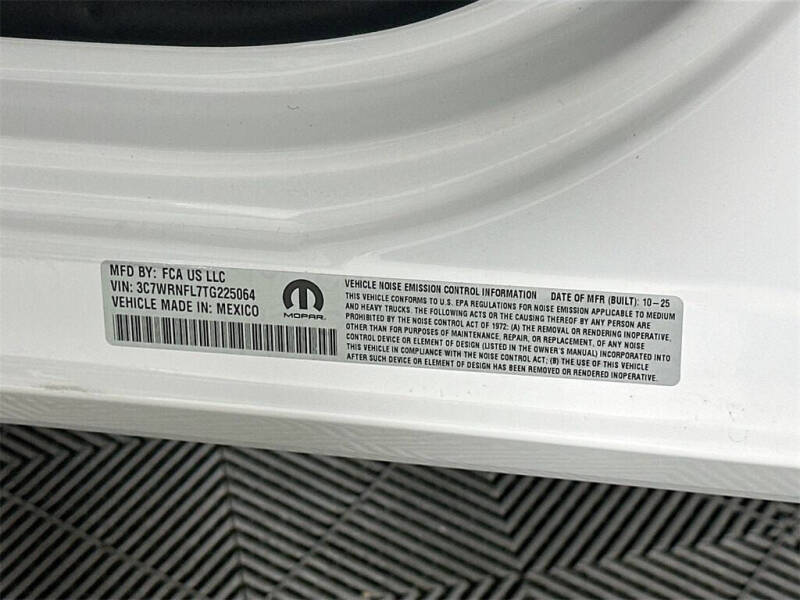 MFD BY: FCA US LLC
VIN: 3C7WRNFL7TG225064
VEHICLE MADE IN: MEXICO
MOPAR
VEHICLE NOISE EMISSION CONTROL INFORMATION DATE OF MFR (BUILT): 10-25
THIS VEHICLE CONFORMS TO U.S. EPA REGULATIONS FOR NOISE EMISSION APPLICABLE TO MEDIUM
AND HEAVY TRUCKS. THE FOLLOWING ACTS OR THE CAUSING THEREOF BY ANY PERSON ARE
PROHIBITED BY THE NOISE CONTROL ACT OF 1972: (A) THE REMOVAL OR RENDERING INOPERATIVE,
OTHER THAN FOR PURPOSES OF MAINTENANCE, REPAIR, OR REPLACEMENT, OF ANY NOISE
CONTROL DEVICE OR ELEMENT OF DESIGN (LISTED IN THE OWNER'S MANUAL) INCORPORATED INTO
THIS VEHICLE IN COMPLIANCE WITH THE NOISE CONTROL ACT; (B) THE USE OF THIS VEHICLE
AFTER SUCH DEVICE OR ELEMENT OF DESIGN HAS BEEN REMOVED OR RENDERED INOPERATIVE.